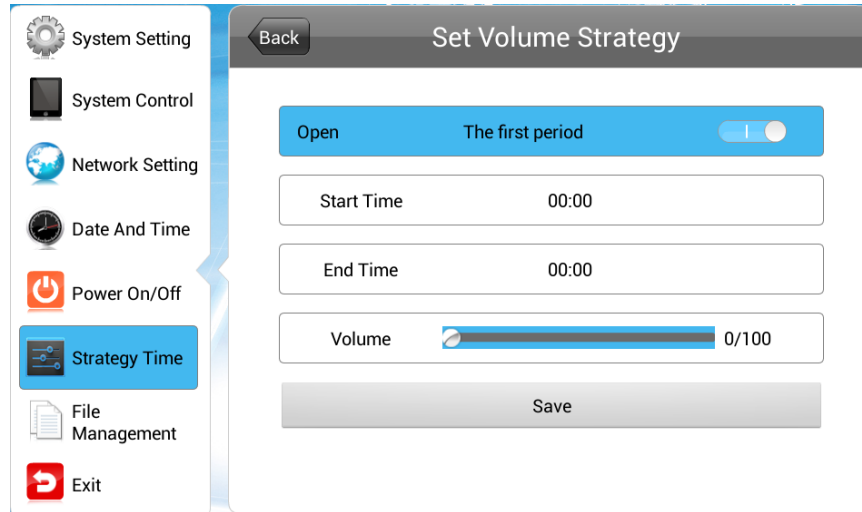 System Setting
System Control
Network Setting
Date And Time
Power On/Off
Strategy Time
File
Management
Exit
Back
Set Volume Strategy
Open The first period
Start Time 00:00
End Time 00:00
Volume 0/100
Save